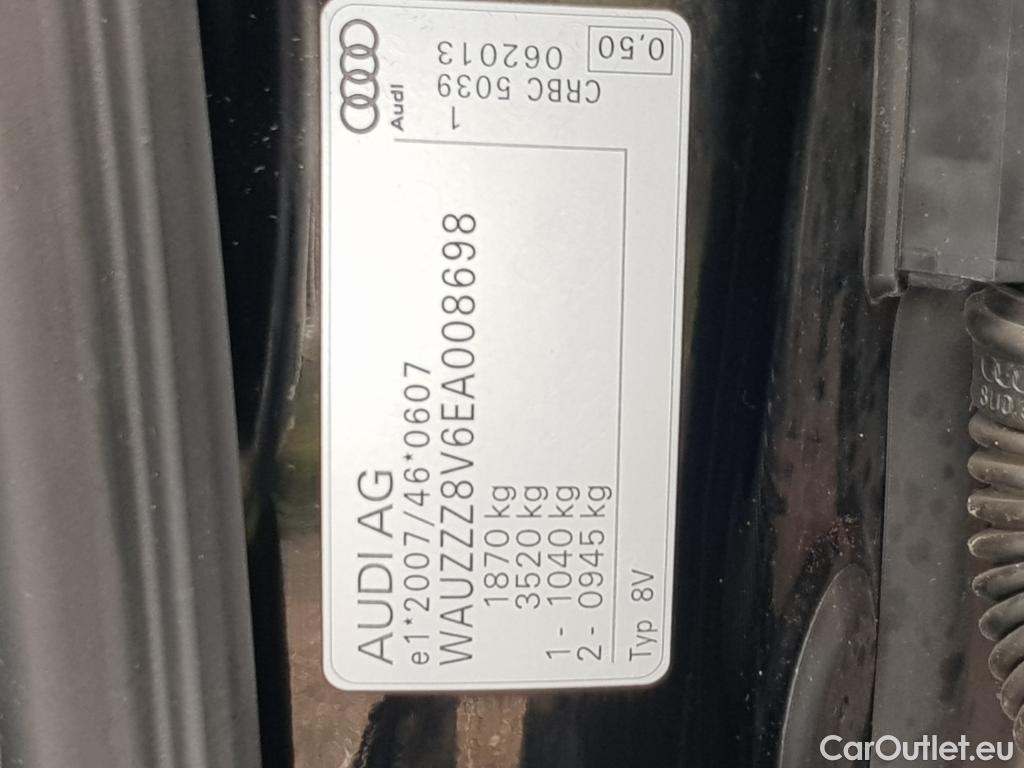 AUDI AG
e1*2007/46*0607
WAUZZZ8V6EA008698
1870 kg
3520 kg
1 - 1040 kg
2 - 0945 kg
Typ 8V
Audi
1
CRBC 5039
062013
0,50
CarOutlet.eu